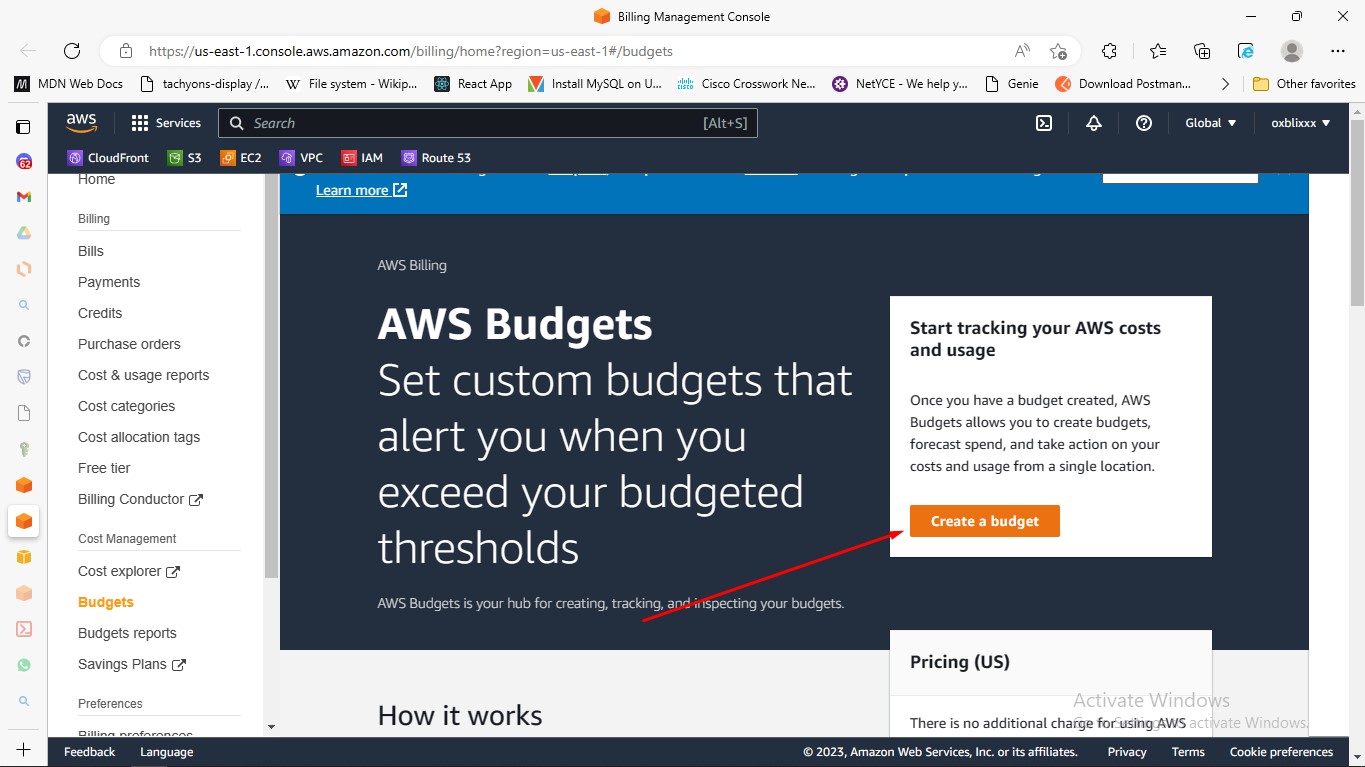 Billing Management Console
https://us-east-1.console.aws.amazon.com/billing/home?region=us-east-1#/budgets
MDN Web Docs
tachyons-display /...
File system - Wikip...
React App
Install MySQL on U...
Cisco Crosswork Ne...
NetYCE - We help y...
Genie
Download Postman...
Other favorites
aws
Services
Search
[Alt+S]
Global
oxblixxx
CloudFront
S3
EC2
VPC
IAM
Route 53
62
Home
Billing
Bills
Payments
Credits
Purchase orders
Cost & usage reports
Cost categories
Cost allocation tags
Free tier
Billing Conductor
Cost Management
Cost explorer
Budgets
Budgets reports
Savings Plans
Preferences
Billing preferences
Learn more
AWS Billing
AWS Budgets
Set custom budgets that
alert you when you
exceed your budgeted
thresholds
AWS Budgets is your hub for creating, tracking, and inspecting your budgets.
Start tracking your AWS costs
and usage
Once you have a budget created, AWS
Budgets allows you to create budgets,
forecast spend, and take action on your
costs and usage from a single location.
Create a budget
How it works
Pricing (US)
There is no additional charge for using AWS
Activate Windows
Go to Settings to activate Windows.
Feedback
Language
© 2023, Amazon Web Services, Inc. or its affiliates.
Privacy
Terms
Cookie preferences